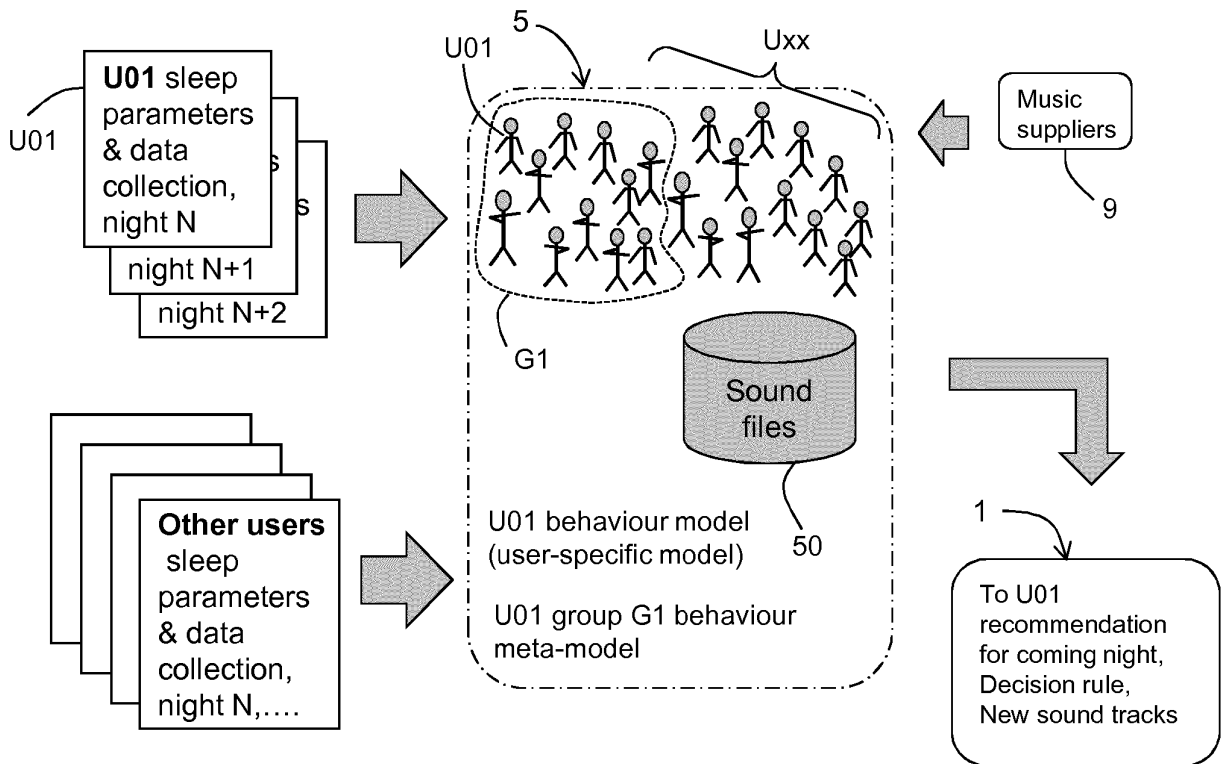 5
U01
Uxx
U01 sleep
parameters
& data
collection,
night N
s
s
night N+1
night N+2
U01
Music
suppliers
9
G1
Sound
files
50
Other users
sleep
parameters
& data
collection,
night N,....
U01 behaviour model
(user-specific model)
U01 group G1 behaviour
meta-model
1
To U01
recommendation
for coming night,
Decision rule,
New sound tracks